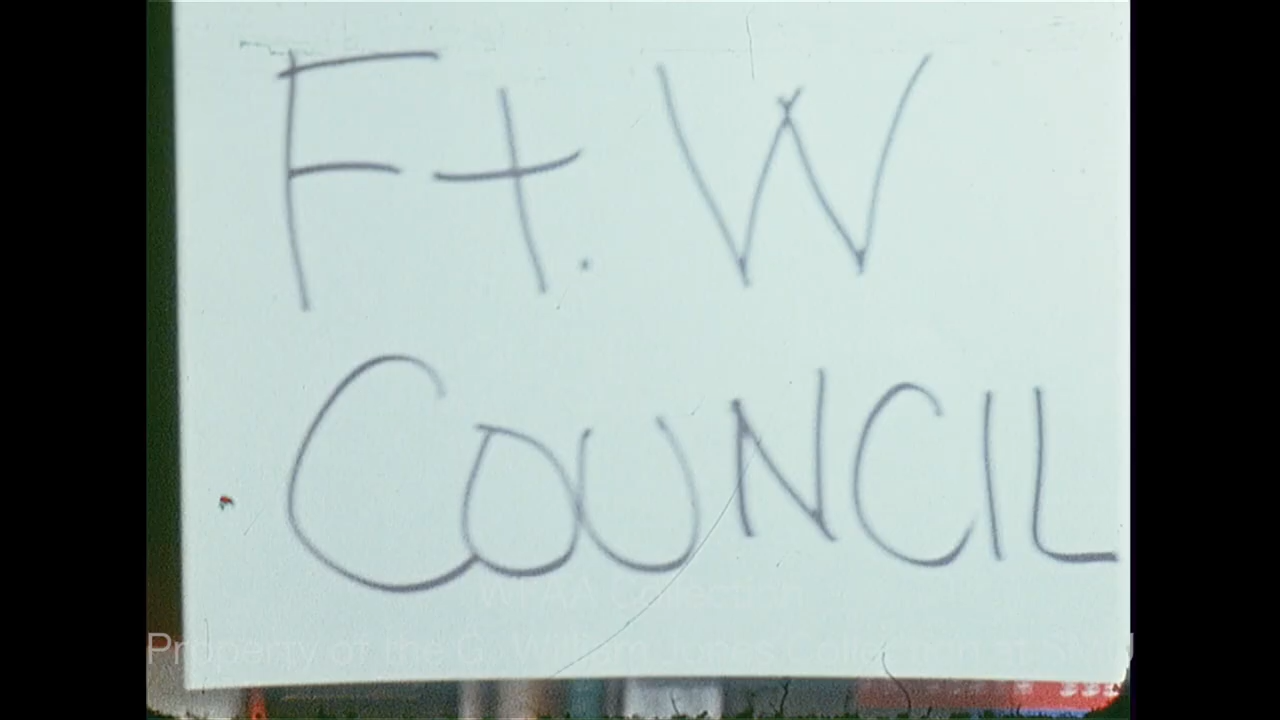 Ft. W
COUNCIL
WFAA Collection
Property of the G. William Jones Collection at SMU